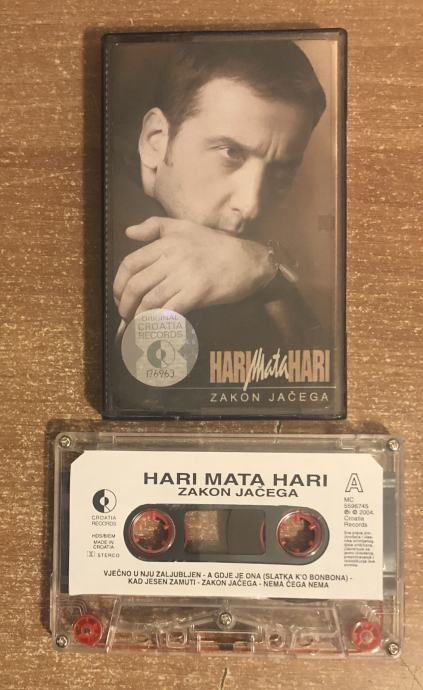 ORIGINAL
CROATIA
RECORDS
176963
HARI Mata HARI
ZAKON JAČEGA
HARI MATA HARI
ZAKON JAČEGA
A
CROATIA
RECORDS
HDS/BIEM
MADE IN
CROATIA
STEREO
MC
5596745
℗ © 2004.
Croatia
Records
VJEČNO U NJU ZALJUBLJEN - A GDJE JE ONA (SLATKA K'O BONBONA) -
KAD JESEN ZAMUTI - ZAKON JAČEGA - NEMA ČEGA NEMA